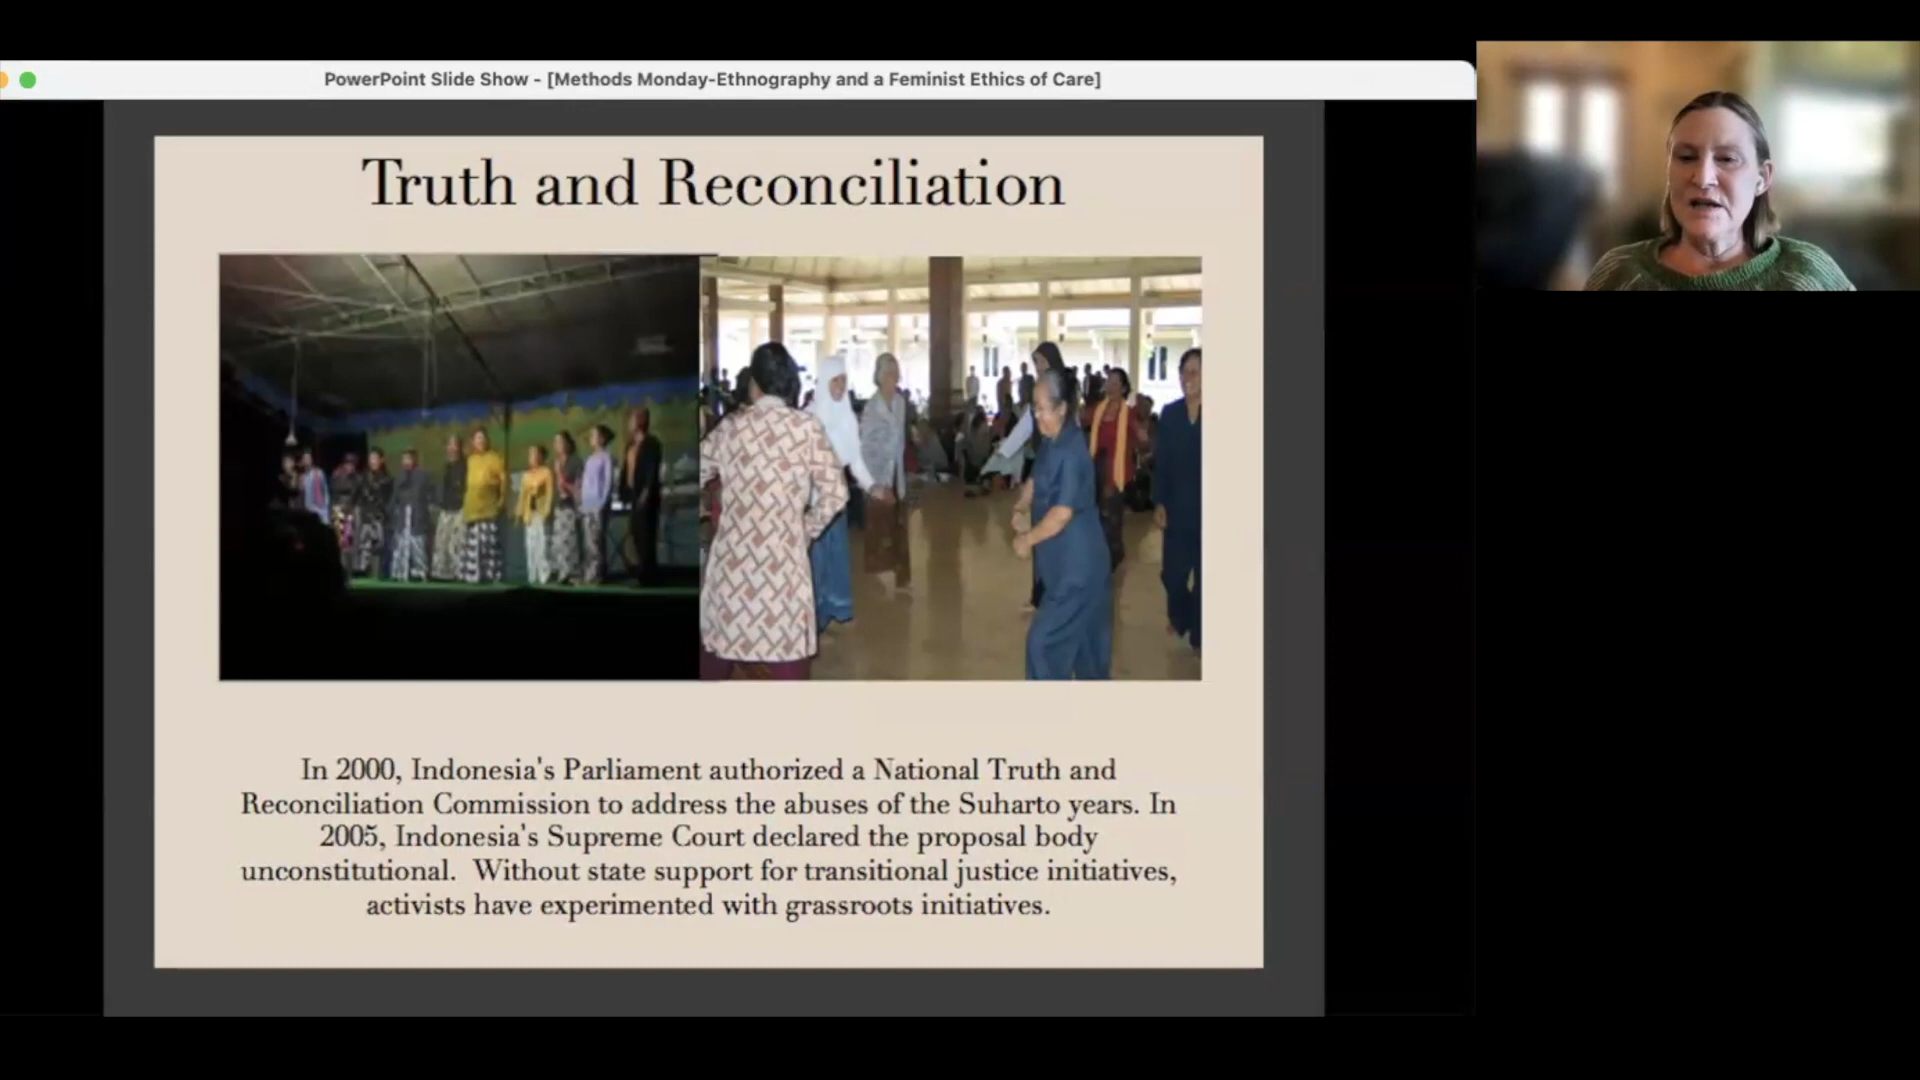 PowerPoint Slide Show - [Methods Monday-Ethnography and a Feminist Ethics of Care]
Truth and Reconciliation
In 2000, Indonesia's Parliament authorized a National Truth and
Reconciliation Commission to address the abuses of the Suharto years. In
2005, Indonesia's Supreme Court declared the proposal body
unconstitutional. Without state support for transitional justice initiatives,
activists have experimented with grassroots initiatives.